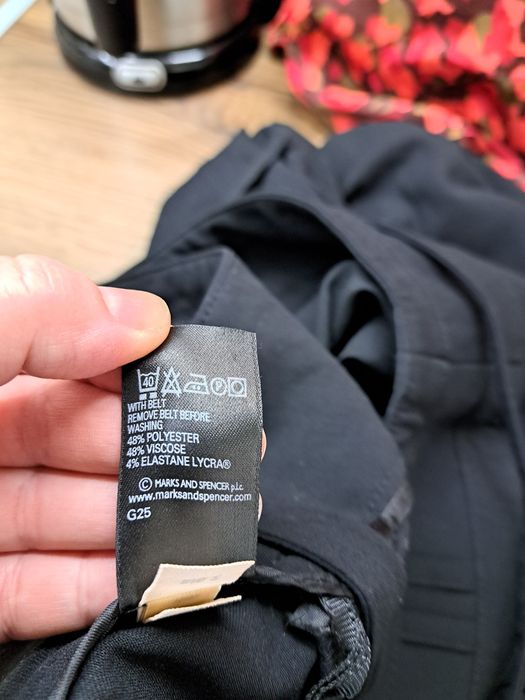 40 P
WITH BELT
REMOVE BELT BEFORE
WASHING
48% POLYESTER
48% VISCOSE
4% ELASTANE LYCRA®
© MARKS AND SPENCER p.l.c.
www.marksandspencer.com
G25